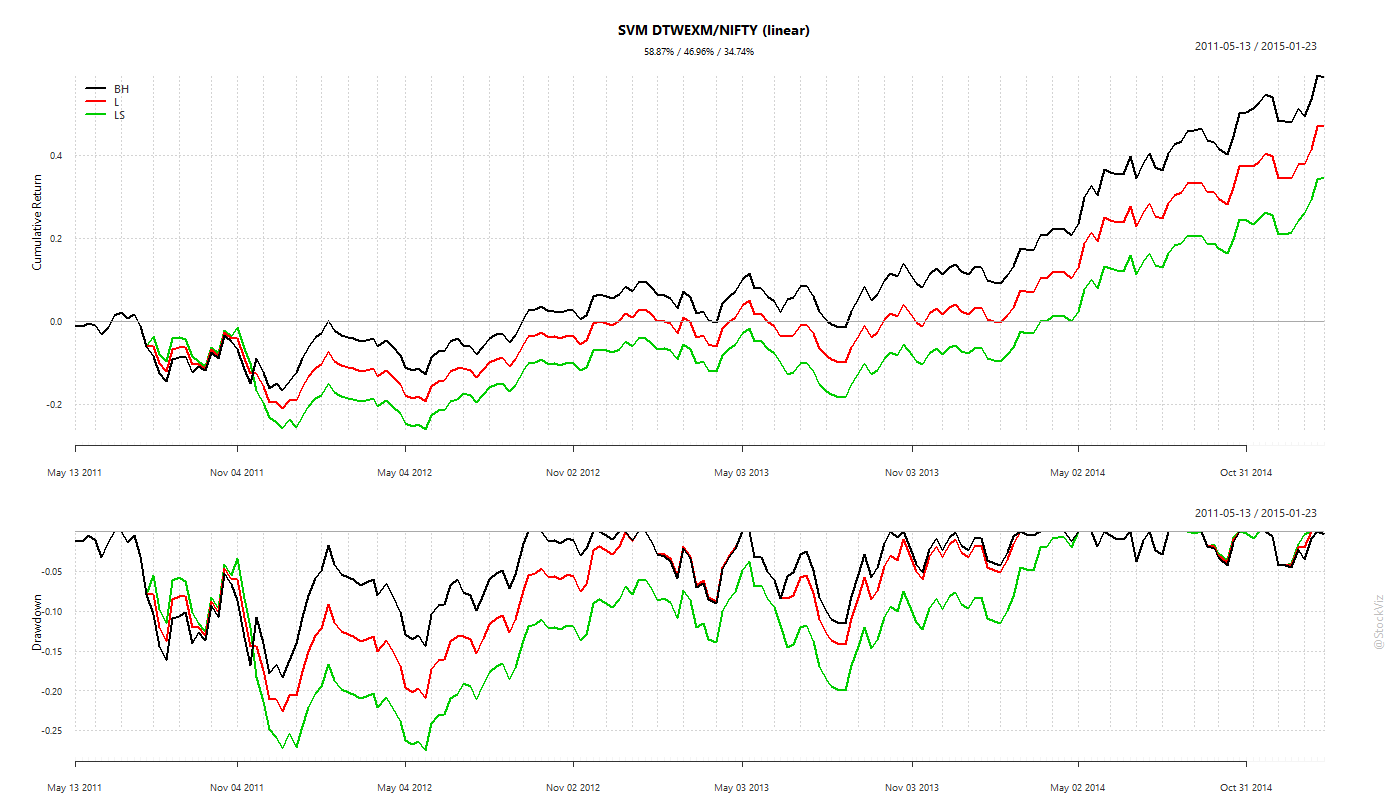 SVM DTWEXM/NIFTY (linear)
58.87% / 46.96% / 34.74%
2011-05-13 / 2015-01-23
BH
L
LS
Cumulative Return
0.4
0.2
0.0
-0.2
May 13 2011
Nov 04 2011
May 04 2012
Nov 02 2012
May 03 2013
Nov 03 2013
May 02 2014
Oct 31 2014
2011-05-13 / 2015-01-23
Drawdown
-0.05
-0.10
-0.15
-0.20
-0.25
May 13 2011
Nov 04 2011
May 04 2012
Nov 02 2012
May 03 2013
Nov 03 2013
May 02 2014
Oct 31 2014
@StockViz